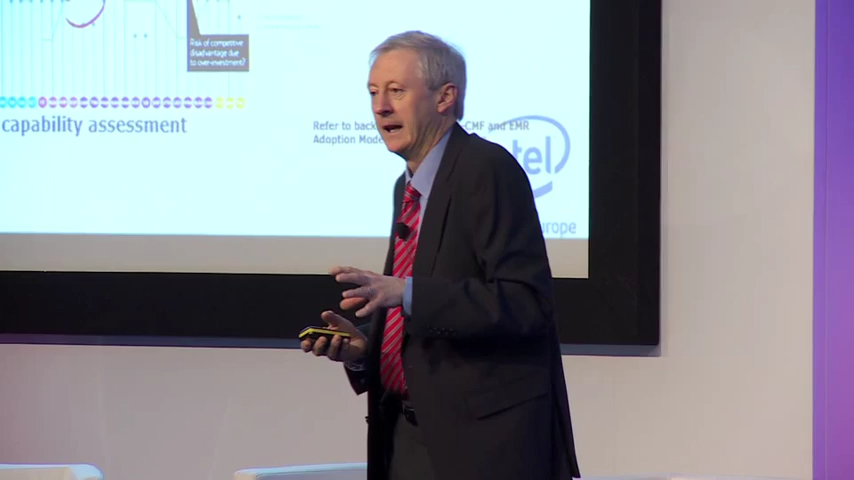 Risk of competitive
disadvantage due
to over-investment?
capability assessment
Refer to back -CMF and EMR
Adoption Mode
tel
urope